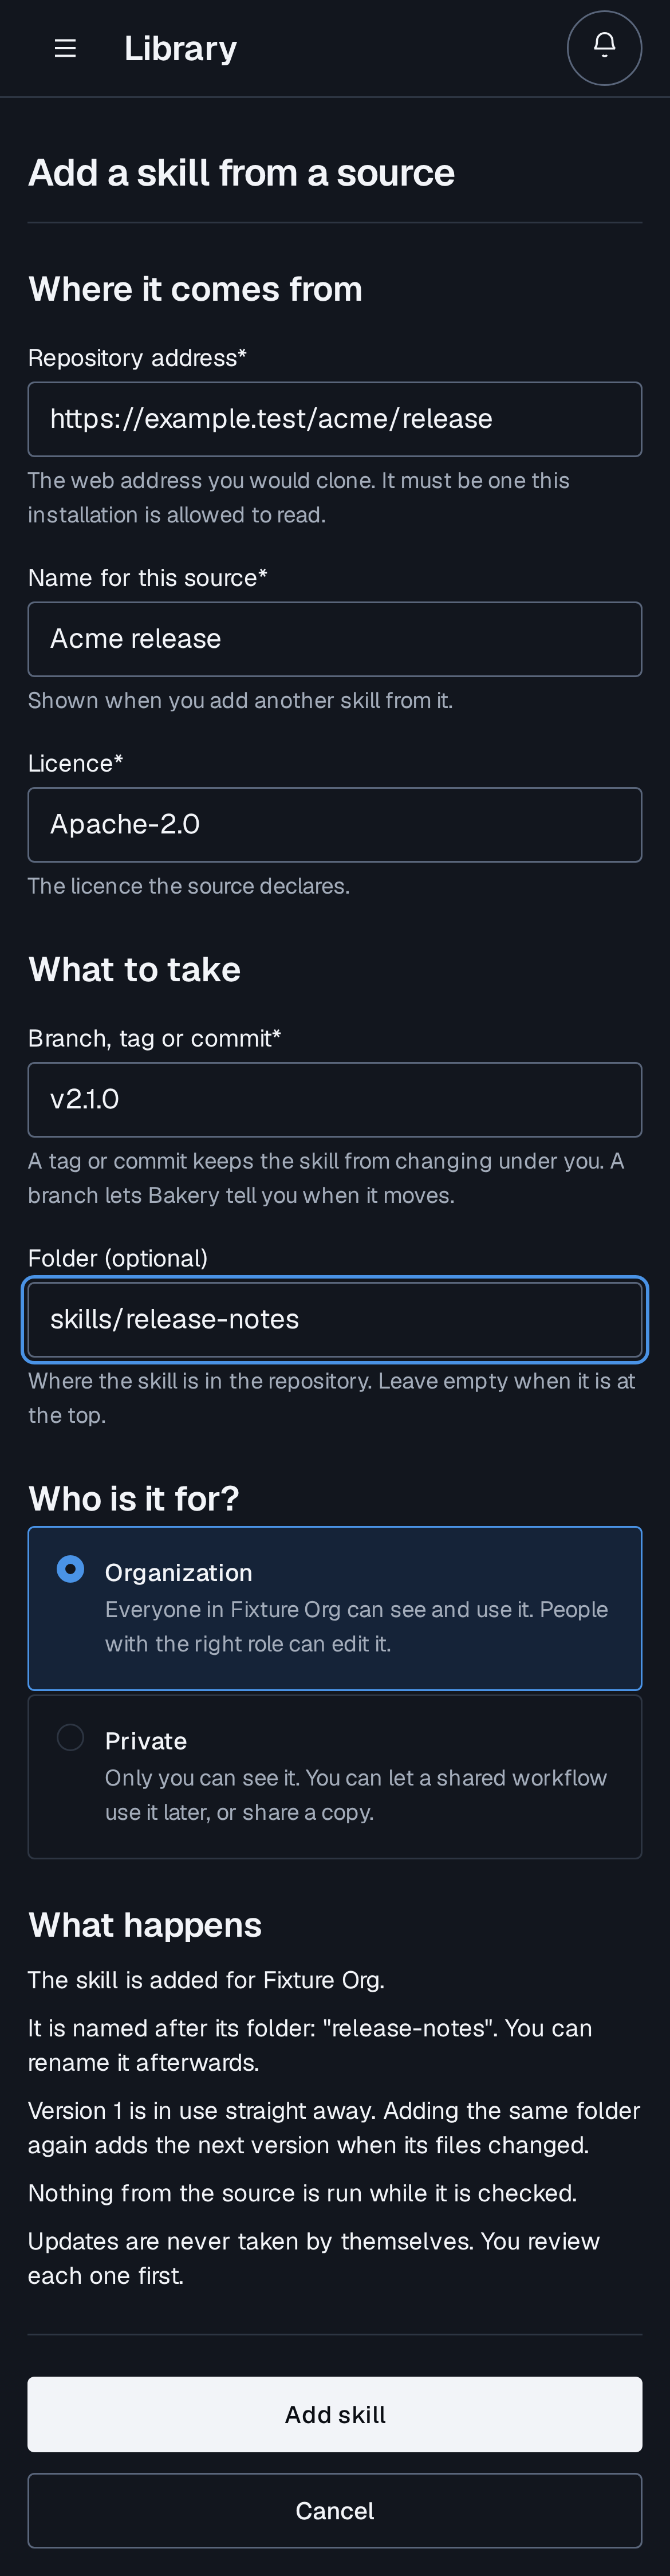 Library
Add a skill from a source
Where it comes from
Repository address*
https://example.test/acme/release
The web address you would clone. It must be one this
installation is allowed to read.
Name for this source*
Acme release
Shown when you add another skill from it.
Licence*
Apache-2.0
The licence the source declares.
What to take
Branch, tag or commit*
v2.1.0
A tag or commit keeps the skill from changing under you. A
branch lets Bakery tell you when it moves.
Folder (optional)
skills/release-notes
Where the skill is in the repository. Leave empty when it is at
the top.
Who is it for?
Organization
Everyone in Fixture Org can see and use it. People
with the right role can edit it.
Private
Only you can see it. You can let a shared workflow
use it later, or share a copy.
What happens
The skill is added for Fixture Org.
It is named after its folder: "release-notes". You can
rename it afterwards.
Version 1 is in use straight away. Adding the same folder
again adds the next version when its files changed.
Nothing from the source is run while it is checked.
Updates are never taken by themselves. You review
each one first.
Add skill
Cancel